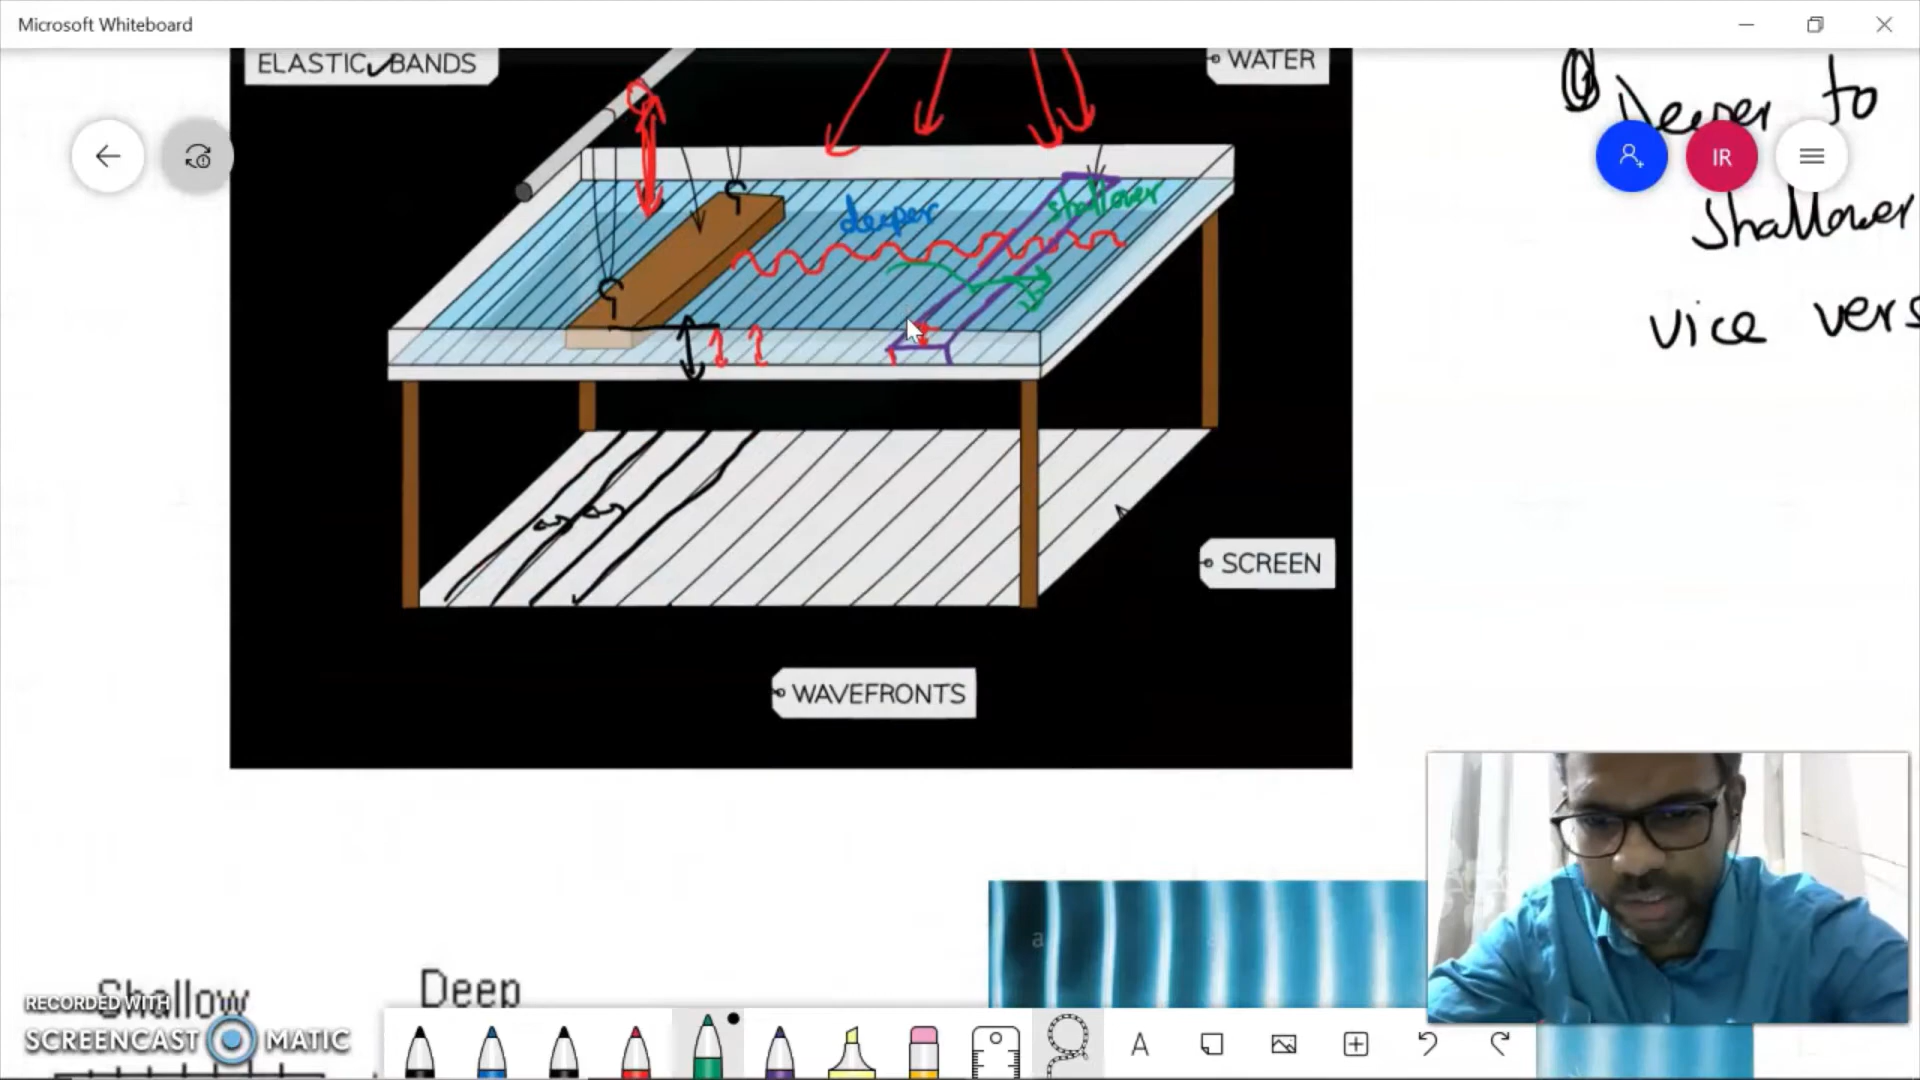 Microsoft Whiteboard
ELASTIC BANDS
WATER
Deeper to
IR
shallower
deeper
shallower
vice vers
SCREEN
WAVEFRONTS
a
Shallow
Deep
RECORDED WITH
SCREENCAST MATIC
A